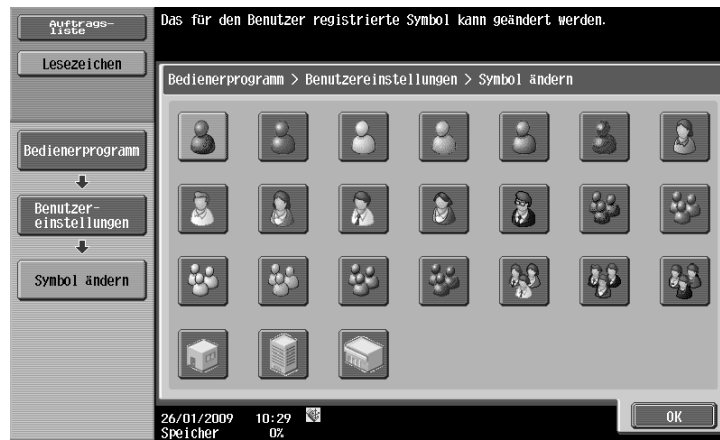 Auftrags-
liste
Das für den Benutzer registrierte Symbol kann geändert werden.
Lesezeichen
Bedienerprogramm > Benutzereinstellungen > Symbol ändern
Bedienerprogramm
Benutzer-
einstellungen
Symbol ändern
26/01/2009 10:29
Speicher 0%
OK